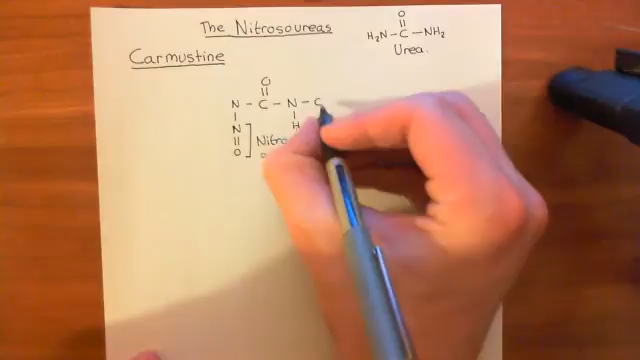 The Nitrosoureas
O
||
H₂N-C-NH₂
Urea.
Carmustine
O
||
N-C-N-C
| |
N H
|| Nitro
O